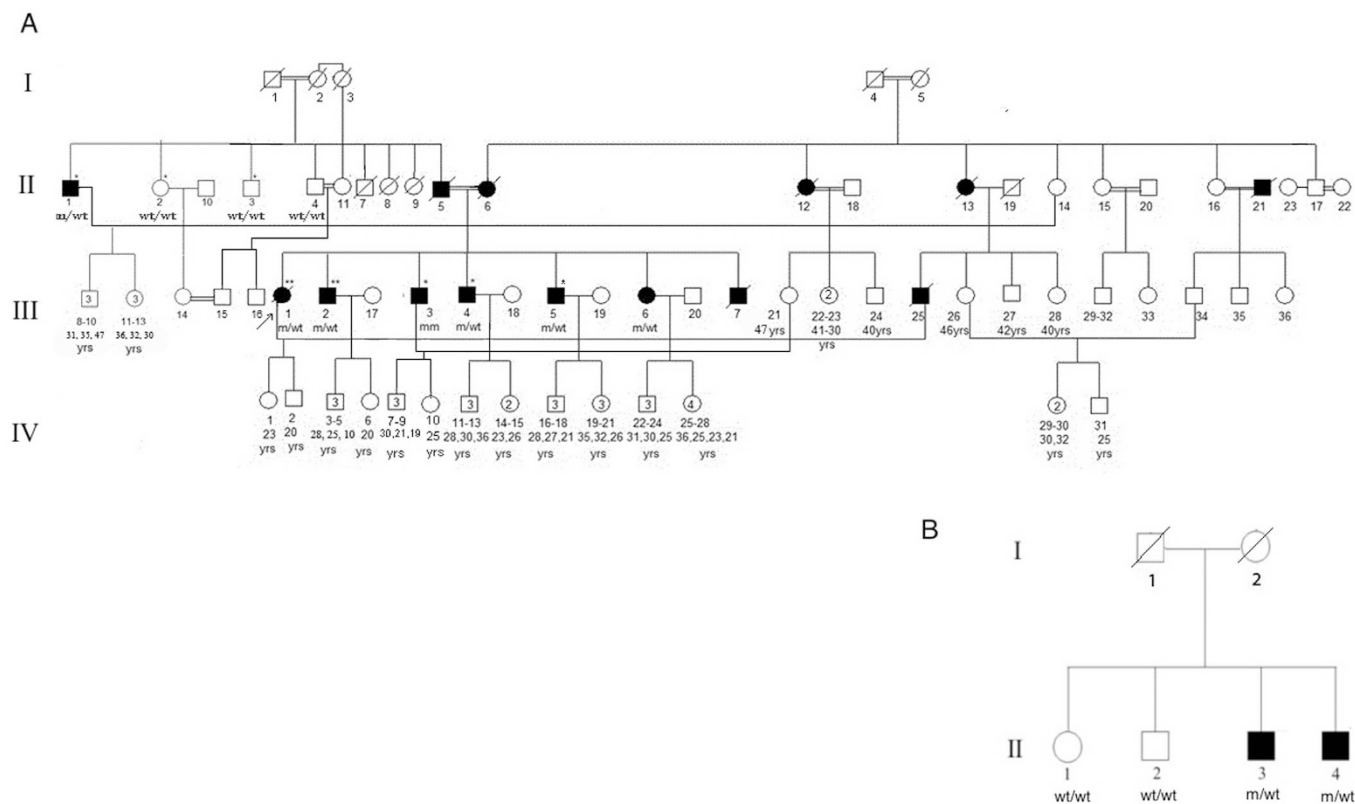 A
I
1 2 3 4 5
II
* * *
1 2 10 3 4 11 7 8 9 5 6 12 18 13 19 14 15 20 16 21 23 17 22
wt/wt wt/wt wt/wt
III
** ** * * *
3 3 14 15 16 1 2 17 3 4 18 5 19 6 20 7 21 2 24 25 26 27 28 29-32 33 34 35 36
8-10 11-13 m/wt m/wt mm m/wt m/wt m/wt 47yrs 22-23 40yrs 46yrs 42yrs 40yrs
31, 35, 47 36, 32, 30 41-30
yrs yrs yrs
IV
3 3 3 2 3 3 3 4 2
1 2 3-5 6 7-9 10 11-13 14-15 16-18 19-21 22-24 25-28 29-30 31
23 20 28, 25, 10 20 30,21,19 25 28,30,36 23,26 28,27,21 35,32,26 31,30,25 36,25,23,21 30,32 25
yrs yrs yrs yrs yrs yrs yrs yrs yrs yrs yrs yrs yrs yrs
B
I
1 2
II
1 2 3 4
wt/wt wt/wt m/wt m/wt